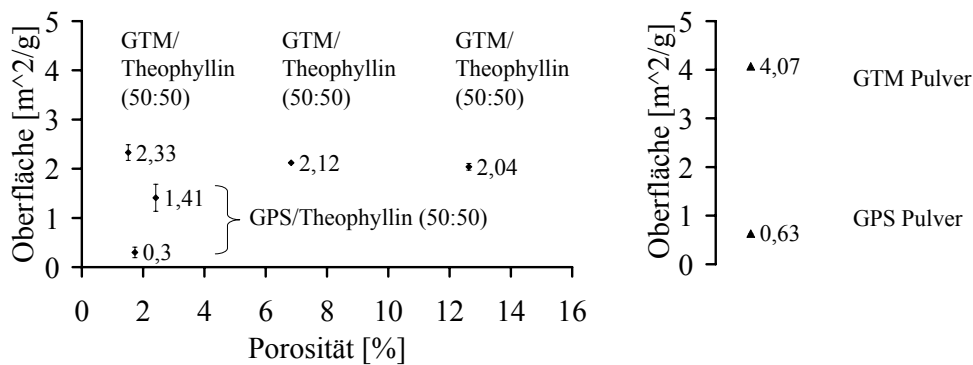 Oberfläche [m^2/g]
5
4
3
2
1
0
GTM/
Theophyllin
(50:50)
GTM/
Theophyllin
(50:50)
GTM/
Theophyllin
(50:50)
2,33
2,12
2,04
1,41
GPS/Theophyllin (50:50)
0,3
0 2 4 6 8 10 12 14 16
Porosität [%]
Oberfläche [m^2/g]
5
4
3
2
1
0
4,07
GTM Pulver
0,63
GPS Pulver